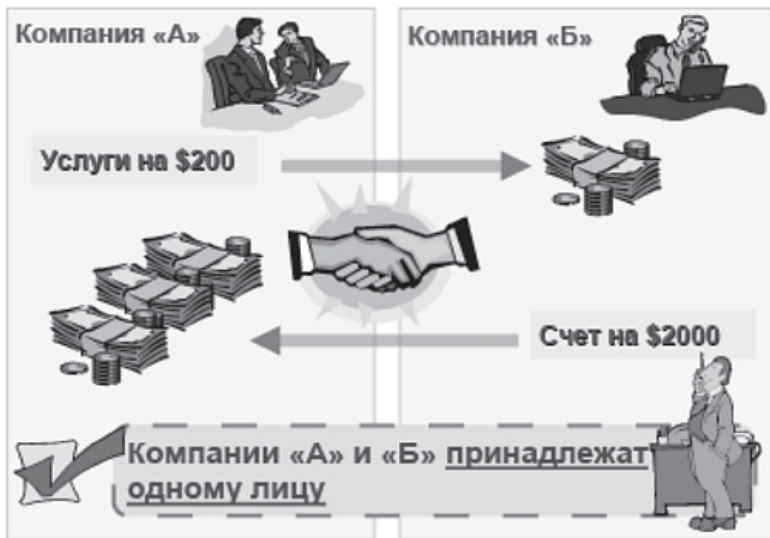 Компания «А»
Компания «Б»
Услуги на $200
Счет на $2000
Компании «А» и «Б» принадлежат
одному лицу